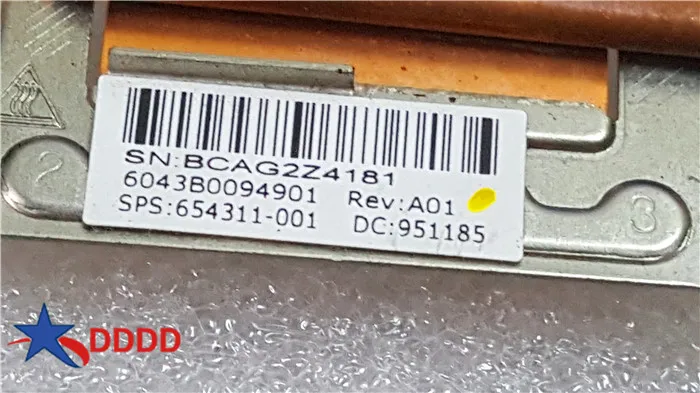 SN:BCAG2Z4181
6043B0094901 Rev:A01
SPS:654311-001 DC:951185
2
3
DDDD